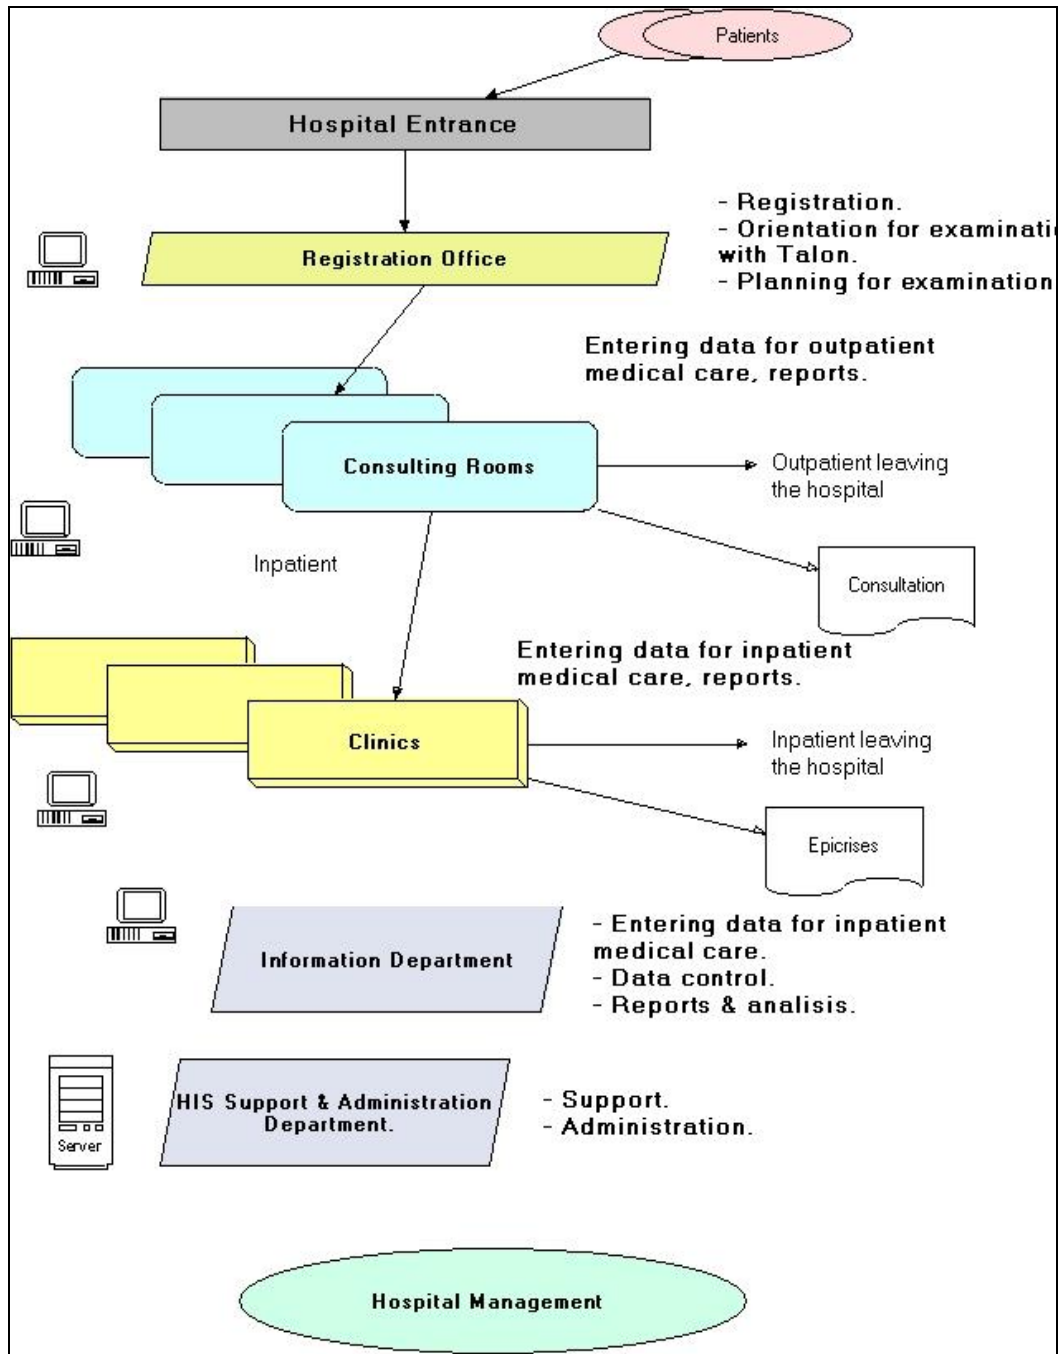 Patients
Hospital Entrance
- Registration.
- Orientation for examinati
with Talon.
- Planning for examination
Registration Office
Entering data for outpatient
medical care, reports.
Consulting Rooms
Outpatient leaving
the hospital
Inpatient
Consultation
Entering data for inpatient
medical care, reports.
Clinics
Inpatient leaving
the hospital
Epicrises
Information Department
- Entering data for inpatient
medical care.
- Data control.
- Reports & analisis.
Server
HIS Support & Administration
Department.
- Support.
- Administration.
Hospital Management